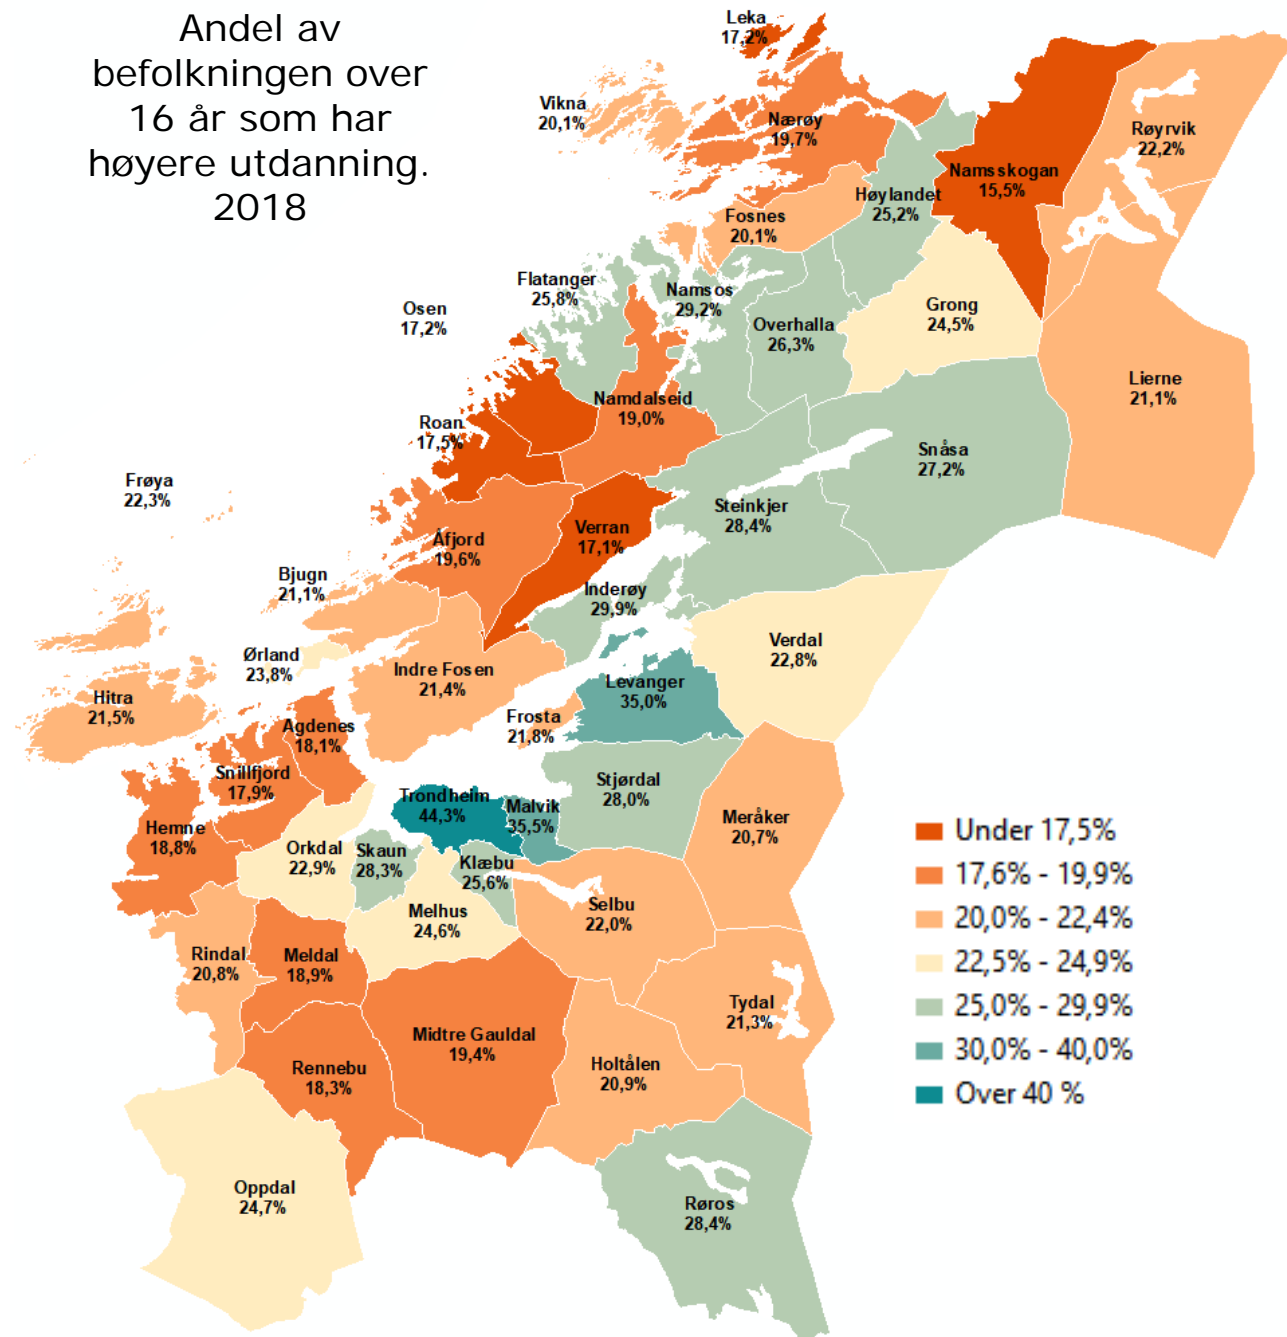 Andel av
befolkningen over
16 år som har
høyere utdanning.
2018
Leka
17,2%
Vikna
20,1%
Nærøy
19,7%
Røyrvik
22,2%
Namsskogan
15,5%
Høylandet
25,2%
Fosnes
20,1%
Flatanger
25,8%
Namsos
29,2%
Osen
17,2%
Grong
24,5%
Overhalla
26,3%
Lierne
21,1%
Namdalseid
19,0%
Roan
17,5%
Snåsa
27,2%
Frøya
22,3%
Steinkjer
28,4%
Verran
17,1%
Åfjord
19,6%
Bjugn
21,1%
Inderøy
29,9%
Verdal
22,8%
Ørland
23,8%
Indre Fosen
21,4%
Levanger
35,0%
Hitra
21,5%
Frosta
21,8%
Agdenes
18,1%
Snillfjord
17,9%
Stjørdal
28,0%
Trondheim
44,3%
Malvik
35,5%
Meråker
20,7%
Hemne
18,8%
Orkdal
22,9%
Skaun
28,3%
Klæbu
25,6%
Selbu
22,0%
Melhus
24,6%
Rindal
20,8%
Meldal
18,9%
Tydal
21,3%
Midtre Gauldal
19,4%
Rennebu
18,3%
Holtålen
20,9%
Oppdal
24,7%
Røros
28,4%
Under 17,5%
17,6% - 19,9%
20,0% - 22,4%
22,5% - 24,9%
25,0% - 29,9%
30,0% - 40,0%
Over 40 %